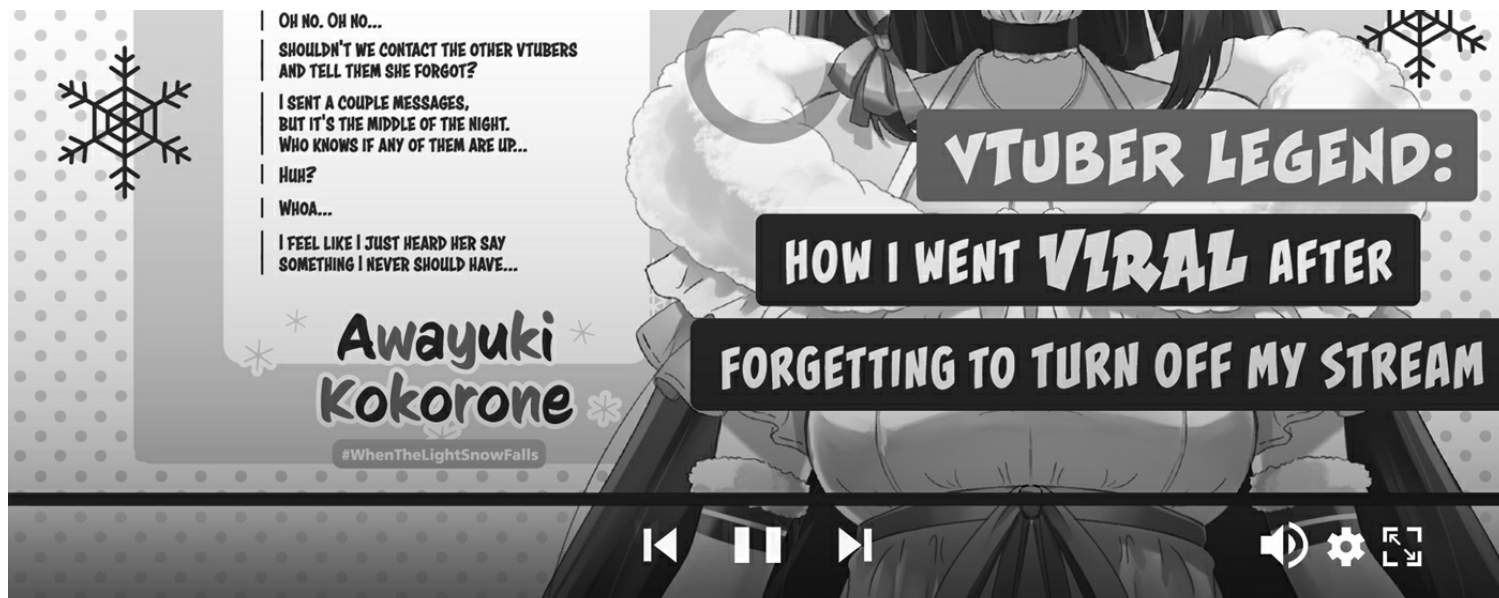 OH NO. OH NO...
SHOULDN'T WE CONTACT THE OTHER VTUBERS
AND TELL THEM SHE FORGOT?
I SENT A COUPLE MESSAGES,
BUT IT'S THE MIDDLE OF THE NIGHT.
WHO KNOWS IF ANY OF THEM ARE UP...
HUH?
WHOA...
I FEEL LIKE I JUST HEARD HER SAY
SOMETHING I NEVER SHOULD HAVE...
Awayuki
Kokorone
#WhenTheLightSnowFalls
VTUBER LEGEND:
HOW I WENT VIRAL AFTER
FORGETTING TO TURN OFF MY STREAM